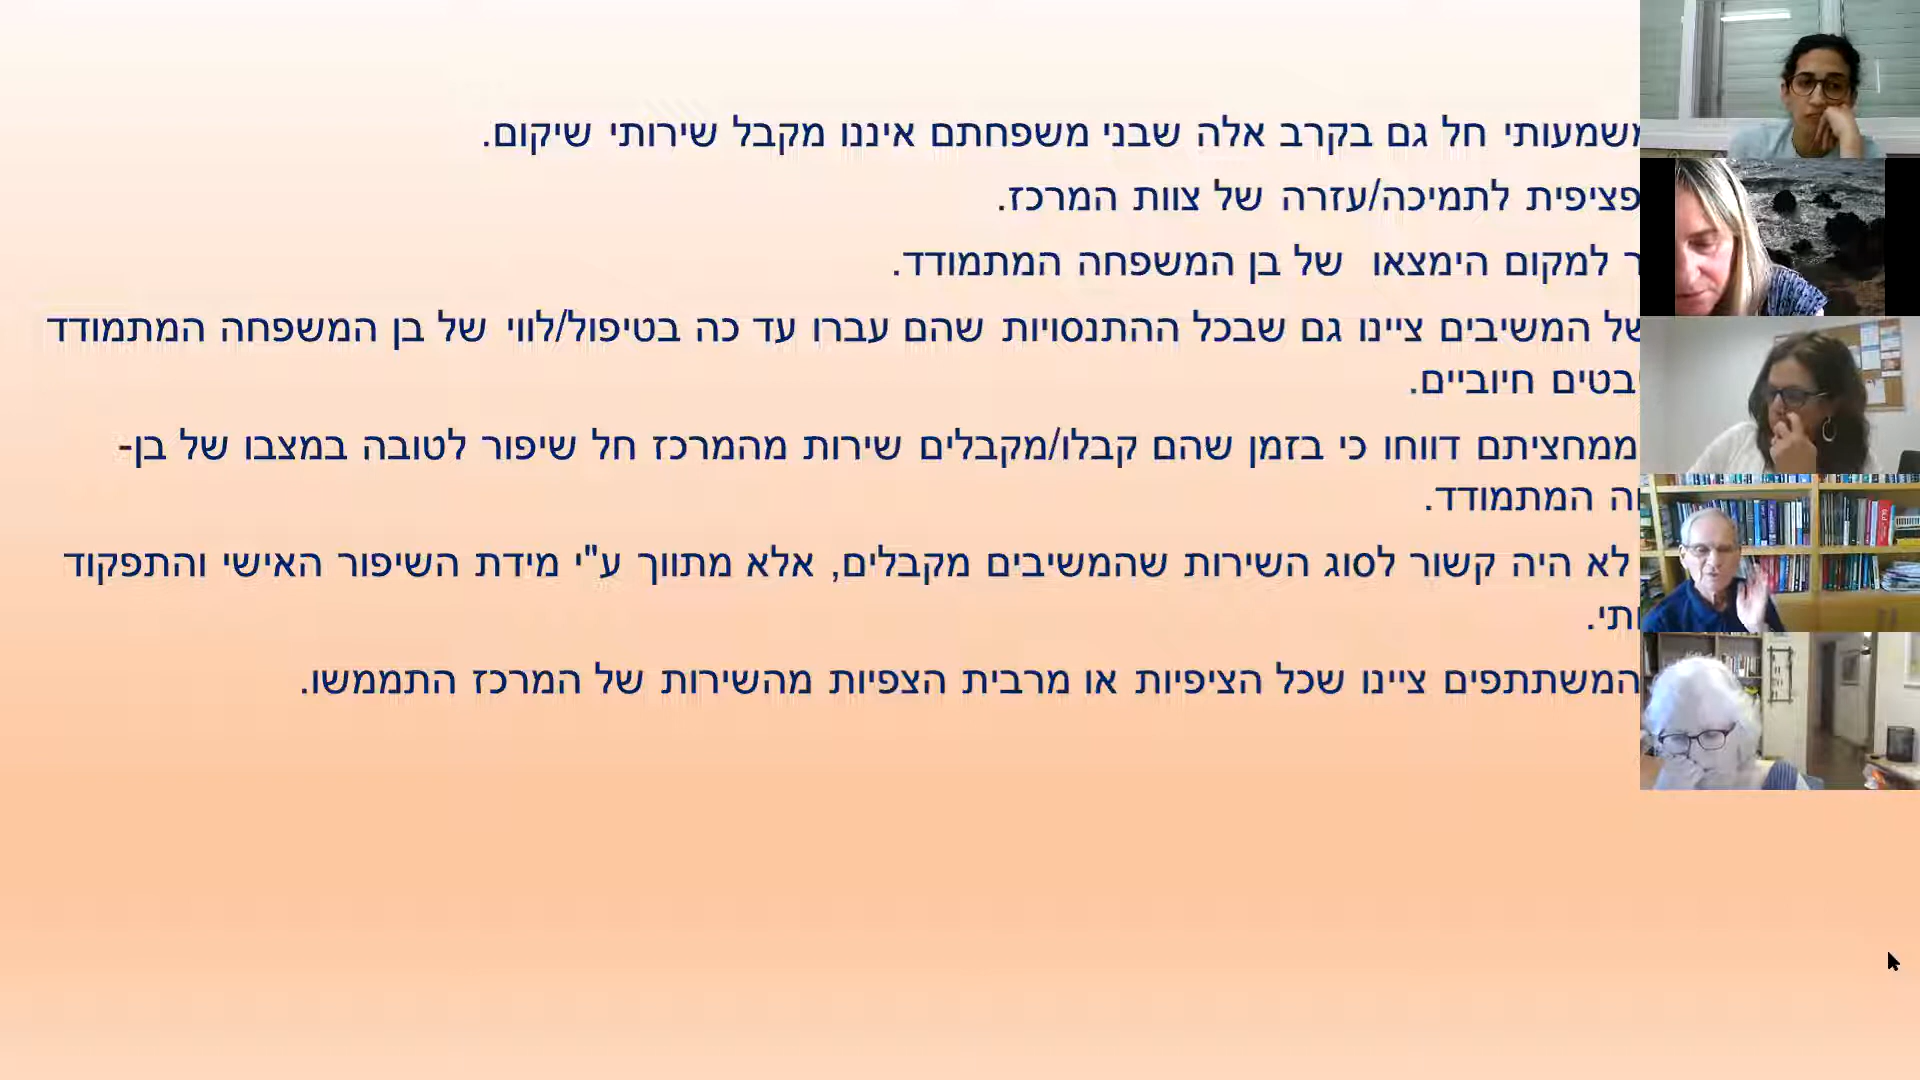 משמעותי חל גם בקרב אלה שבני משפחתם איננו מקבל שירותי שיקום.
לתמיכה/עזרה של צוות המרכז.
למקום הימצאו של בן המשפחה המתמודד.
של המשיבים ציינו גם שבכל ההתנסויות שהם עברו עד כה בטיפול/לווי של בן המשפחה המתמודד
חיוביים.
ממחציתם דווחו כי בזמן שהם קבלו/מקבלים שירות מהמרכז חל שיפור לטובה במצבו של בן-
המתמודד.
לא היה קשור לסוג השירות שהמשיבים מקבלים, אלא מתווך ע"י מידת השיפור האישי והתפקוד
המשתתפים ציינו שכל הציפיות או מרבית הצפיות מהשירות של המרכז התממשו.